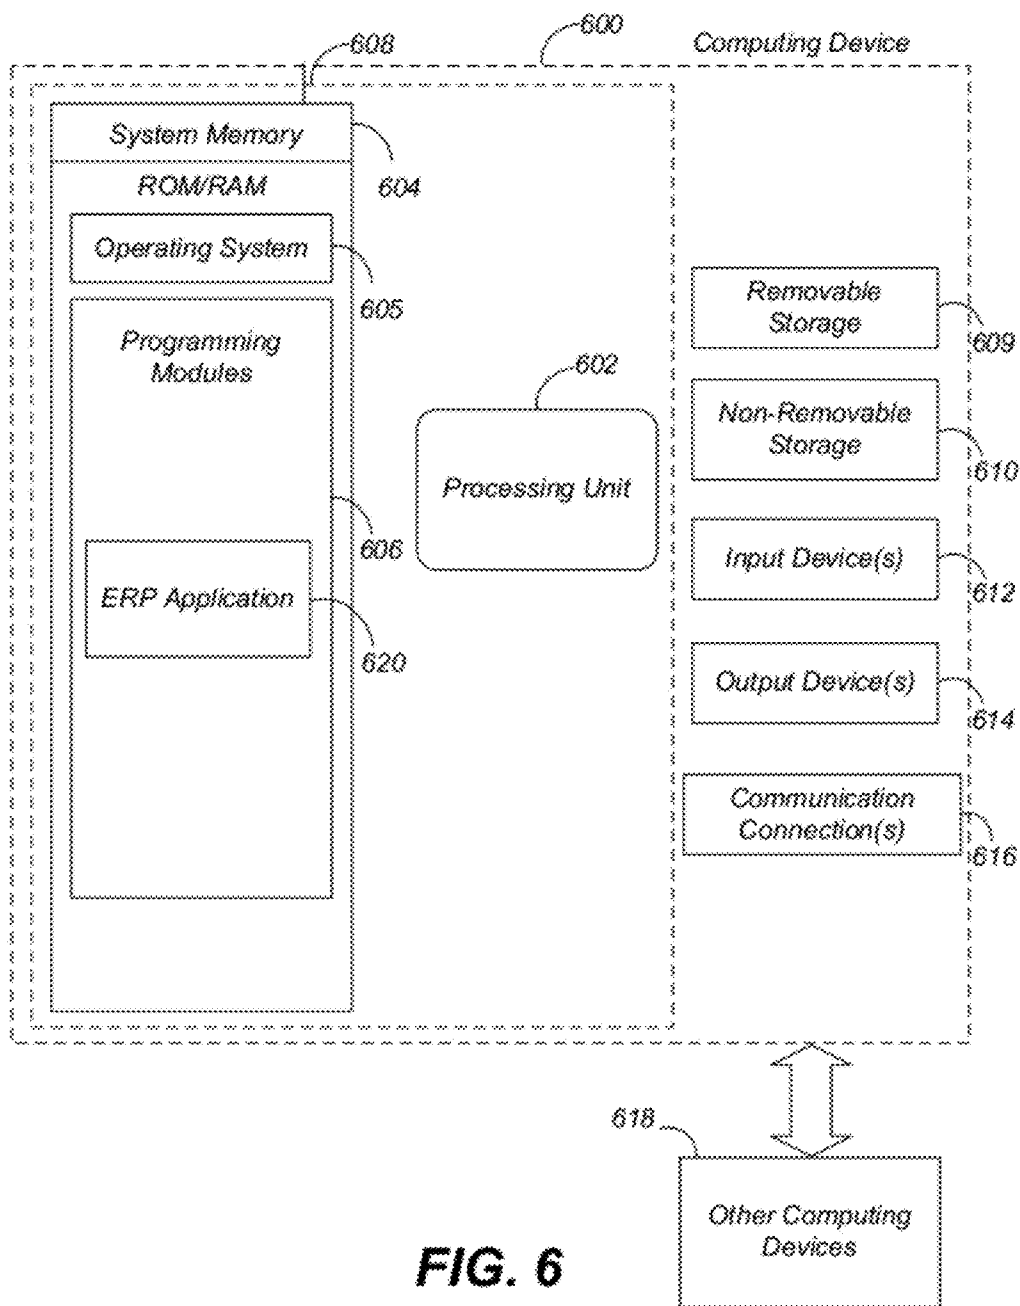 608
600
Computing Device
System Memory
604
ROM/RAM
Operating System
605
Programming
Modules
606
ERP Application
620
602
Processing Unit
Removable
Storage
609
Non-Removable
Storage
610
Input Device(s)
612
Output Device(s)
614
Communication
Connection(s)
616
618
Other Computing
Devices
FIG. 6